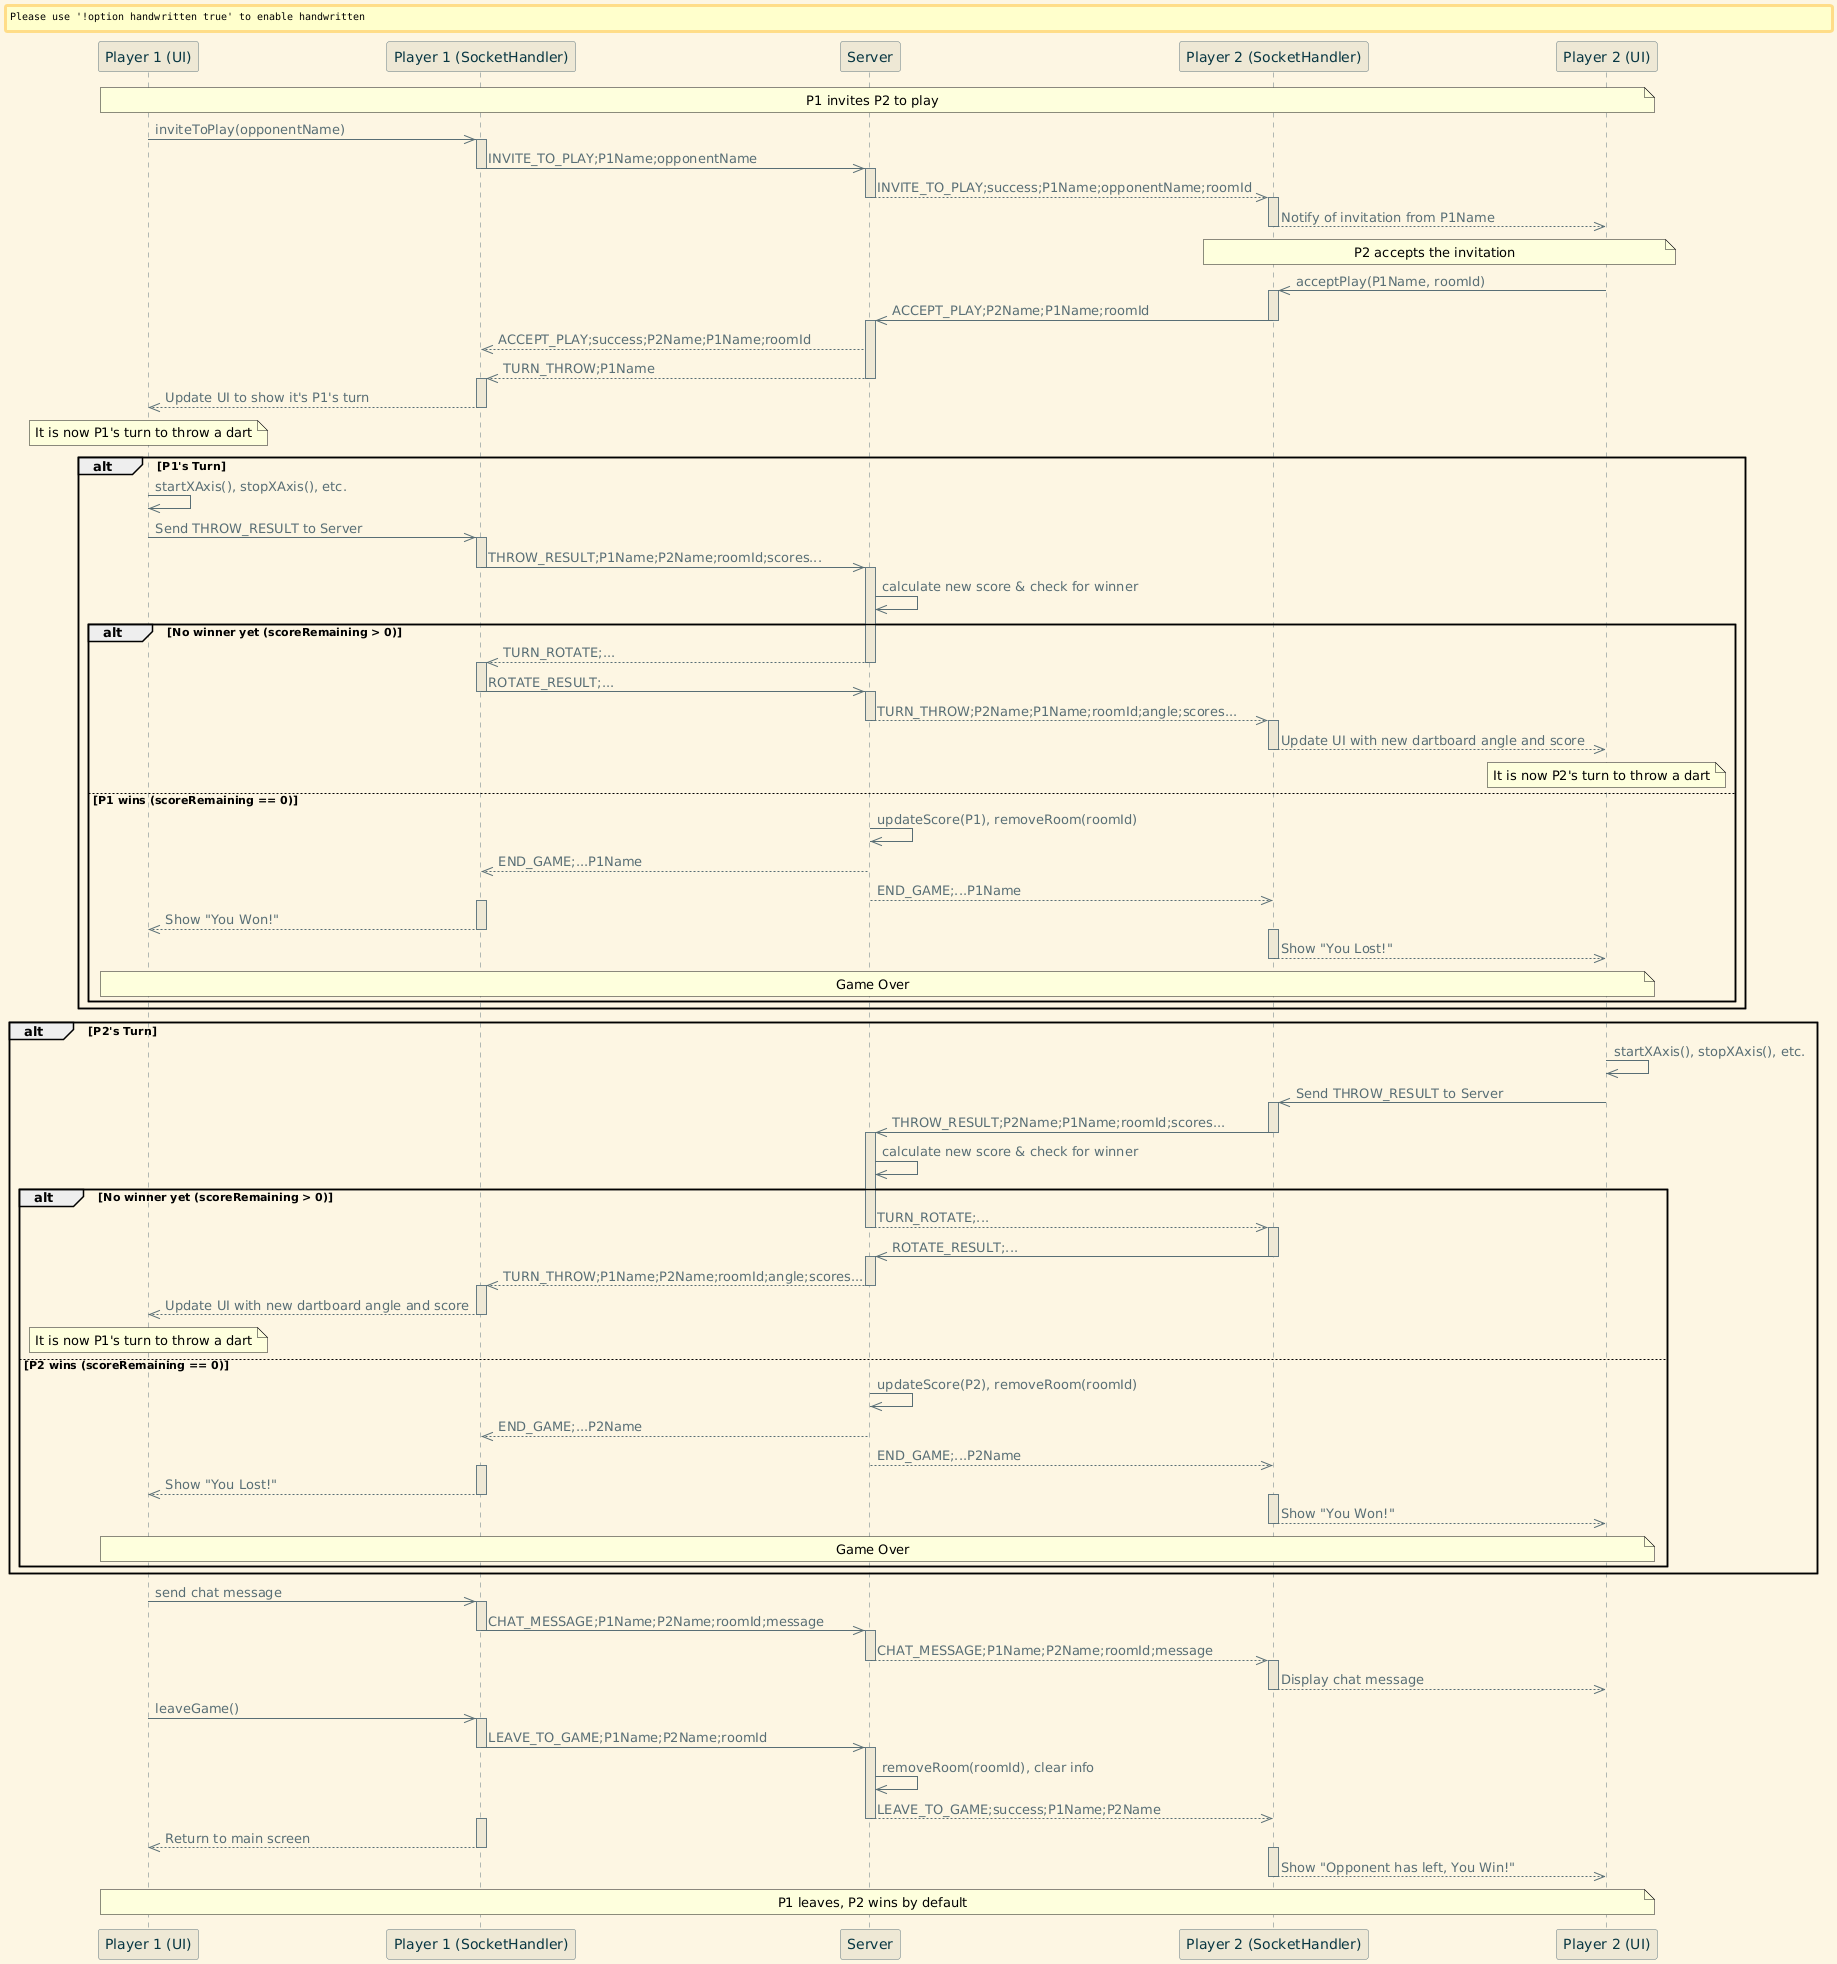 Please use '!option handwritten true' to enable handwritten
Player 1 (UI)
Player 1 (SocketHandler)
Server
Player 2 (SocketHandler)
Player 2 (UI)
P1 invites P2 to play
inviteToPlay(opponentName)
INVITE_TO_PLAY;P1Name;opponentName
INVITE_TO_PLAY;success;P1Name;opponentName;roomId
Notify of invitation from P1Name
P2 accepts the invitation
acceptPlay(P1Name, roomId)
ACCEPT_PLAY;P2Name;P1Name;roomId
ACCEPT_PLAY;success;P2Name;P1Name;roomId
TURN_THROW;P1Name
Update UI to show it's P1's turn
It is now P1's turn to throw a dart
alt [P1's Turn]
startXAxis(), stopXAxis(), etc.
Send THROW_RESULT to Server
THROW_RESULT;P1Name;P2Name;roomId;scores...
calculate new score & check for winner
alt [No winner yet (scoreRemaining > 0)]
TURN_ROTATE;...
ROTATE_RESULT;...
TURN_THROW;P2Name;P1Name;roomId;angle;scores...
Update UI with new dartboard angle and score
It is now P2's turn to throw a dart
[P1 wins (scoreRemaining == 0)]
updateScore(P1), removeRoom(roomId)
END_GAME;...P1Name
END_GAME;...P1Name
Show "You Won!"
Show "You Lost!"
Game Over
alt [P2's Turn]
startXAxis(), stopXAxis(), etc.
Send THROW_RESULT to Server
THROW_RESULT;P2Name;P1Name;roomId;scores...
calculate new score & check for winner
alt [No winner yet (scoreRemaining > 0)]
TURN_ROTATE;...
ROTATE_RESULT;...
TURN_THROW;P1Name;P2Name;roomId;angle;scores...
Update UI with new dartboard angle and score
It is now P1's turn to throw a dart
[P2 wins (scoreRemaining == 0)]
updateScore(P2), removeRoom(roomId)
END_GAME;...P2Name
END_GAME;...P2Name
Show "You Lost!"
Show "You Won!"
Game Over
send chat message
CHAT_MESSAGE;P1Name;P2Name;roomId;message
CHAT_MESSAGE;P1Name;P2Name;roomId;message
Display chat message
leaveGame()
LEAVE_TO_GAME;P1Name;P2Name;roomId
removeRoom(roomId), clear info
LEAVE_TO_GAME;success;P1Name;P2Name
Return to main screen
Show "Opponent has left, You Win!"
P1 leaves, P2 wins by default
Player 1 (UI)
Player 1 (SocketHandler)
Server
Player 2 (SocketHandler)
Player 2 (UI)